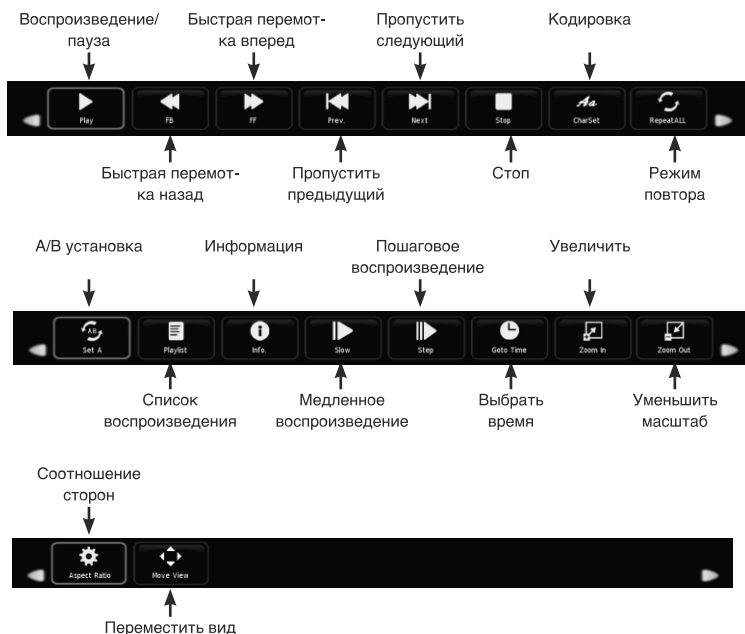 Воспроизведение/
пауза
Быстрая перемот-
ка вперед
Пропустить
следующий
Кодировка
Play
FB
FF
Prev.
Next
Stop
Aa
CharSet
RepeatALL
Быстрая перемот-
ка назад
Пропустить
предыдущий
Стоп
Режим
повтора
A/B установка
Информация
Пошаговое
воспроизведение
Увеличить
AB
Set A
Playlist
Info.
Slow
Step
Goto Time
Zoom In
Zoom Out
Список
воспроизведения
Медленное
воспроизведение
Выбрать
время
Уменьшить
масштаб
Соотношение
сторон
Aspect Ratio
Move View
Переместить вид